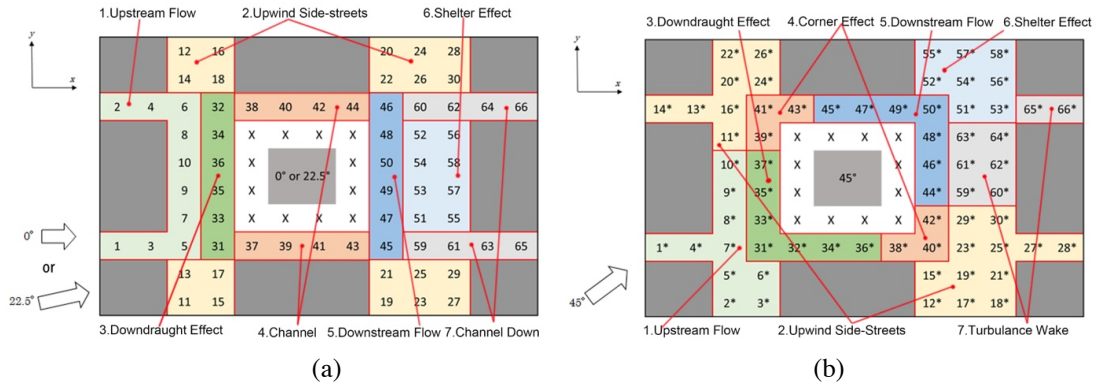 1.Upstream Flow 2.Upwind Side-streets 6.Shelter Effect
y
x
12 16 20 24 28
14 18 22 26 30
2 4 6 32 38 40 42 44 46 60 62 64 66
8 34 X X X X 48 52 56
10 36 X X 50 54 58
0° or 22.5°
9 35 X X 49 53 57
7 33 X X X X 47 51 55
1 3 5 31 37 39 41 43 45 59 61 63 65
13 17 21 25 29
11 15 19 23 27
0°
or
22.5°
3.Downdraught Effect 4.Channel 5.Downstream Flow 7.Channel Down
(a)
3.Downdraught Effect 4.Corner Effect 5.Downstream Flow 6.Shelter Effect
y
x
22* 26* 55* 57* 58*
20* 24* 52* 54* 56*
14* 13* 16* 41* 43* 45* 47* 49* 50* 51* 53* 65* 66*
11* 39* X X X X 48* 63* 64*
10* 37* X X 46* 61* 62*
45°
9* 35* X X 44* 59* 60*
8* 33* X X X X 42* 29* 30*
1* 4* 7* 31* 32* 34* 36* 38* 40* 23* 25* 27* 28*
5* 6* 15* 19* 21*
2* 3* 12* 17* 18*
45°
1.Upstream Flow 2.Upwind Side-Streets 7.Turbulance Wake
(b)